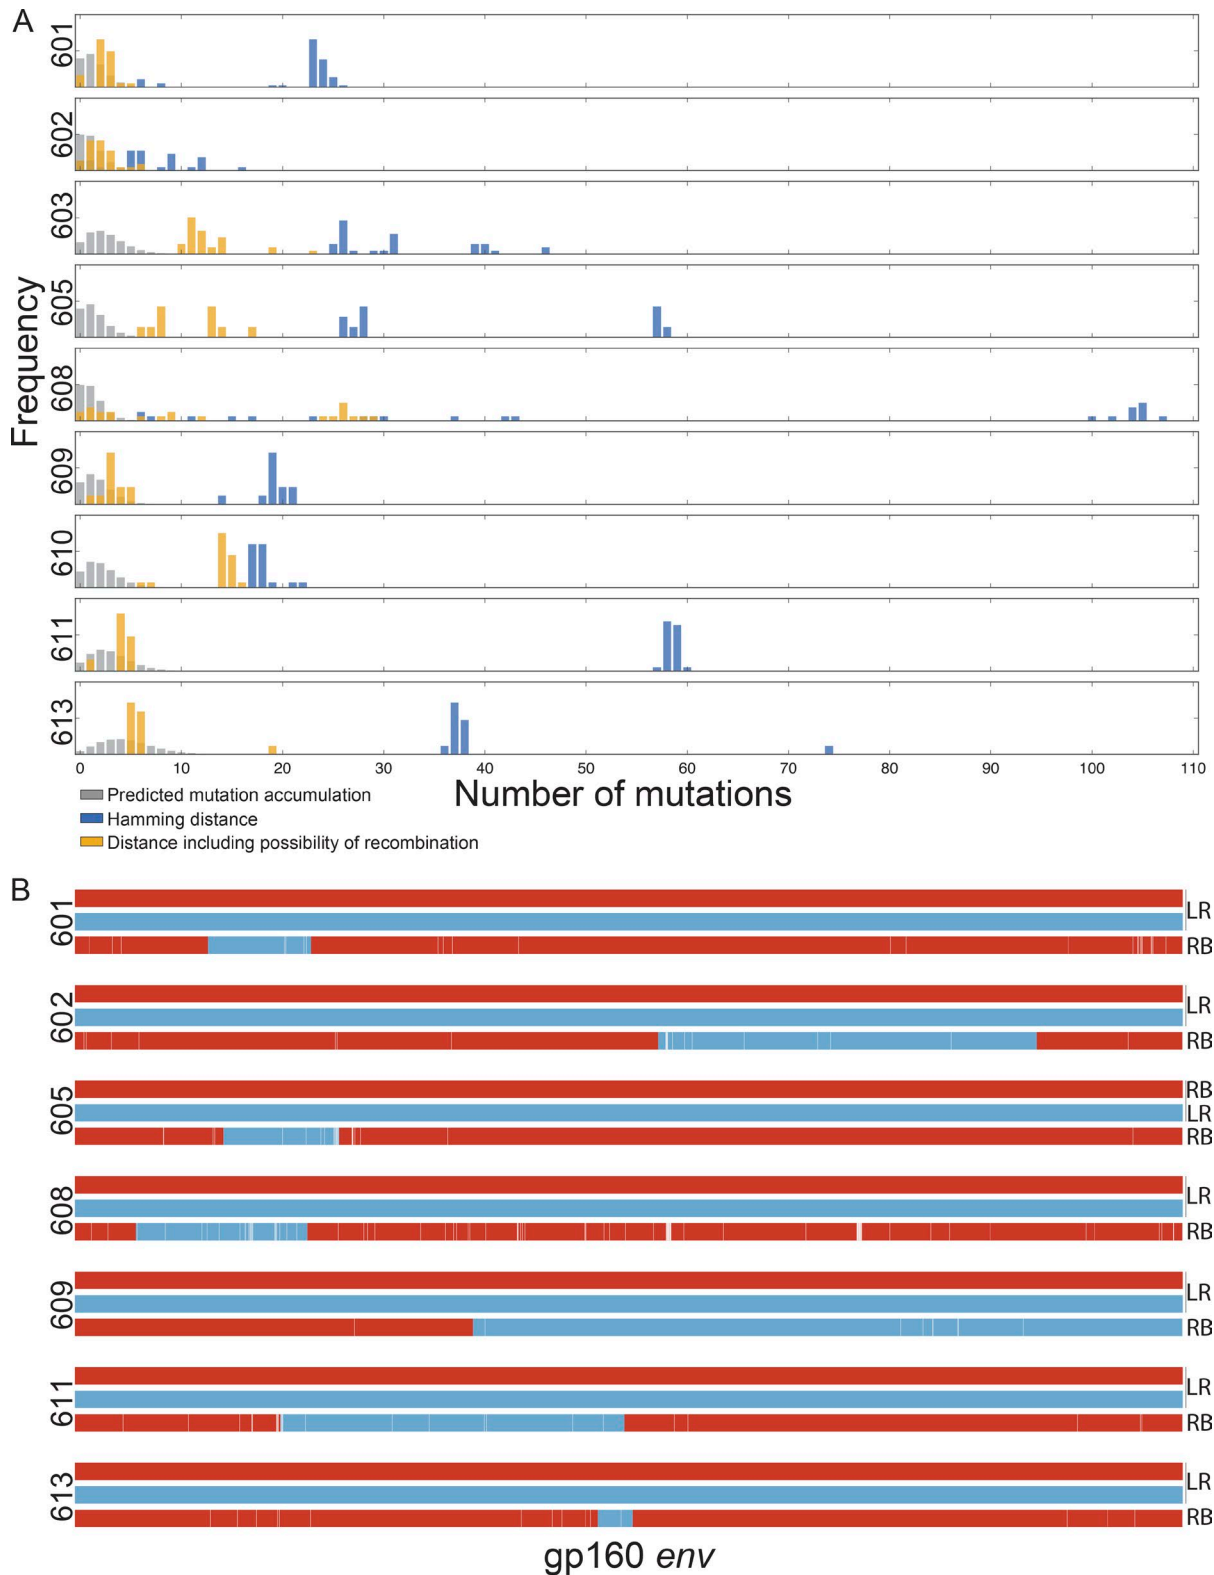 A
Frequency
601
602
603
605
608
609
610
611
613
0 10 20 30 40 50 60 70 80 90 100 110
Number of mutations
Predicted mutation accumulation
Hamming distance
Distance including possibility of recombination
B
601
LR
RB
602
LR
RB
605
RB
LR
RB
608
LR
RB
609
LR
RB
611
LR
RB
613
LR
RB
gp160 env